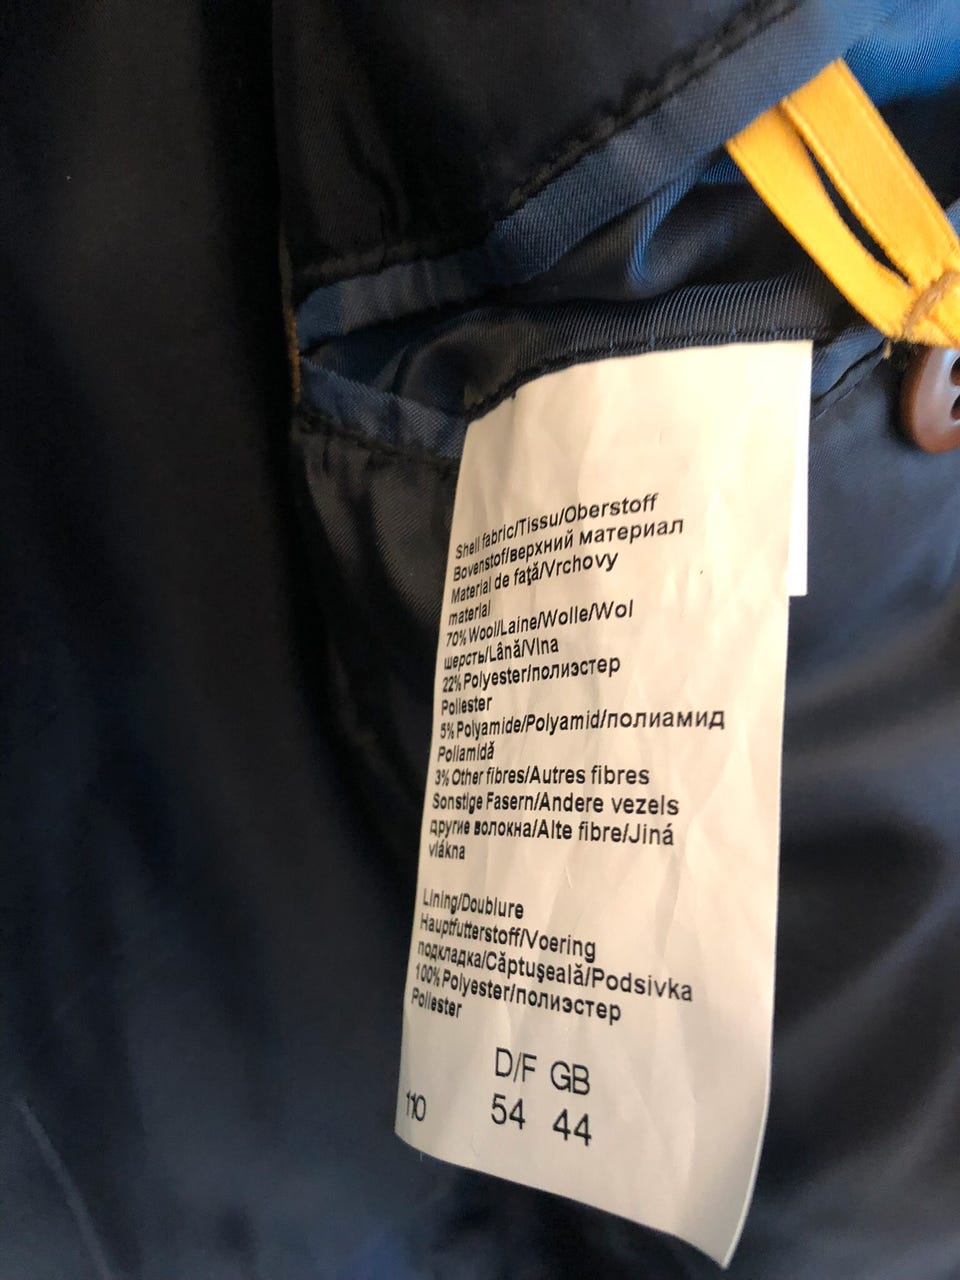 Shell fabric/Tissu/Oberstoff
Bovenstof/верхний материал
Material de faţă/Vrchovy
material
70% Wool/Laine/Wolle/Wol
шерсть/Lână/Vlna
22% Polyester/полиэстер
Poliester
5% Polyamide/Polyamid/полиамид
Poliamidă
3% Other fibres/Autres fibres
Sonstige Fasern/Andere vezels
другие волокна/Alte fibre/Jiná
vlákna
Lining/Doublure
Hauptfutterstoff/Voering
подкладка/Căptuşeală/Podsivka
100% Polyester/полиэстер
Poliester
D/F GB
110 54 44